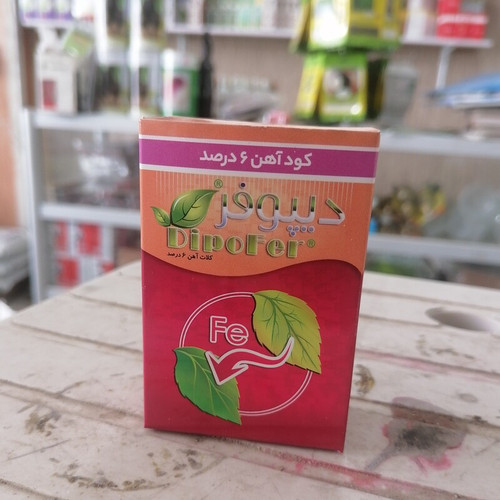 کود آهن ۶ درصد
دیپوفر®
DipoFer®
کلات آهن ۶ درصد
Fe